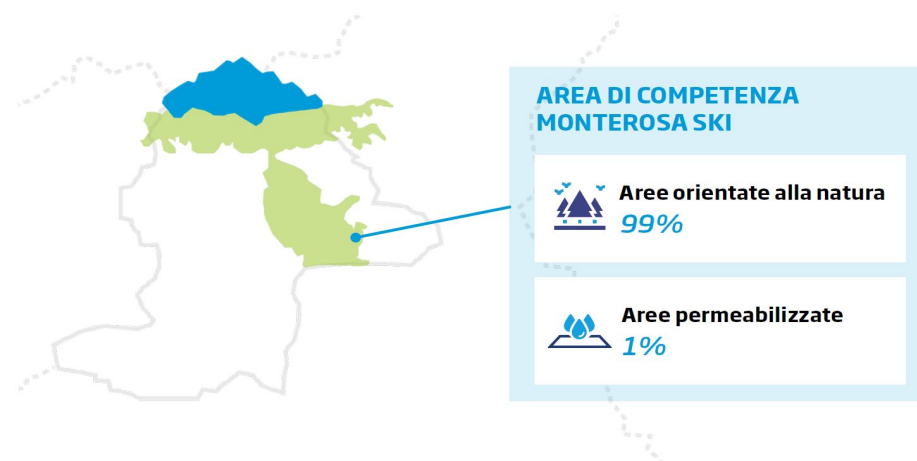 AREA DI COMPETENZA
MONTEROSA SKI
Aree orientate alla natura
99%
Aree permeabilizzate
1%